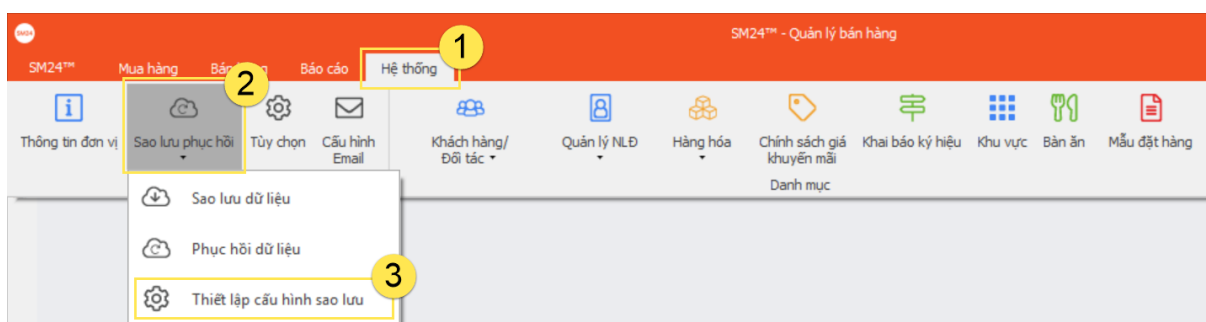 SM24
SM24™ - Quản lý bán hàng
1
SM24™ Mua hàng Báo cáo Hệ thống
2
Thông tin đơn vị Sao lưu phục hồi Tùy chọn Cấu hình Email Khách hàng/ Đối tác Quản lý NLĐ Hàng hóa Chính sách giá khuyến mãi Khai báo ký hiệu Khu vực Bàn ăn Mẫu đặt hàng
Danh mục
Sao lưu dữ liệu
Phục hồi dữ liệu
3
Thiết lập cấu hình sao lưu